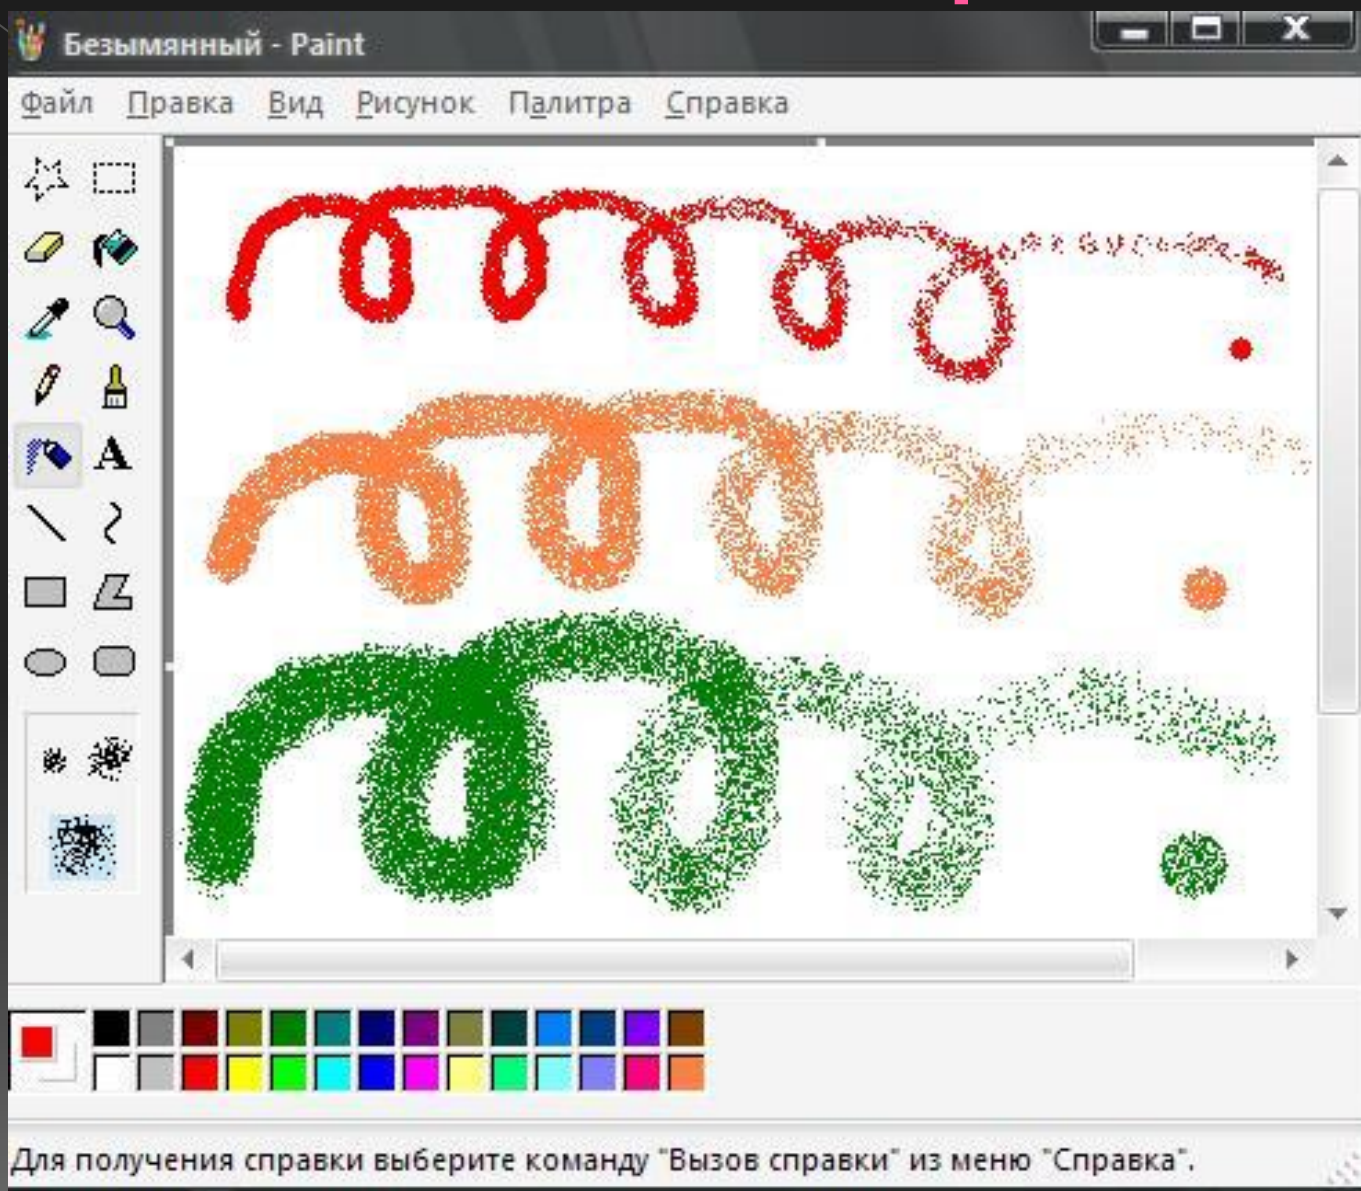 Безымянный - Paint
Файл Правка Вид Рисунок Палитра Справка
A
Для получения справки выберите команду "Вызов справки" из меню "Справка".